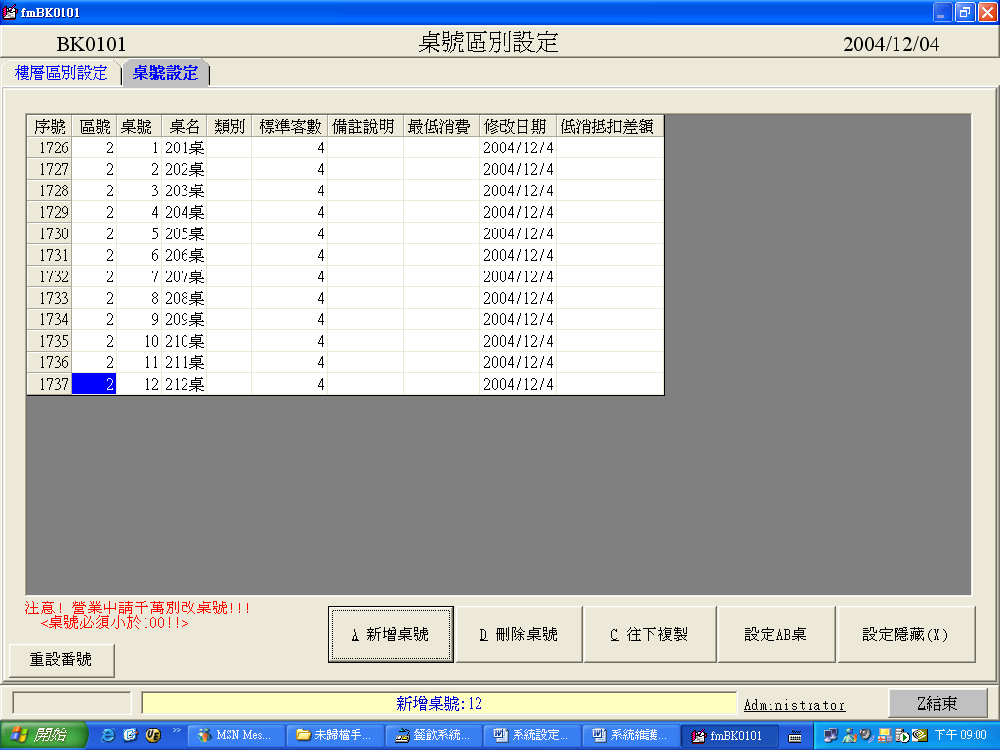 fmBK0101
BK0101 桌號區別設定 2004/12/04
樓層區別設定 桌號設定
序號 區號 桌號 桌名 類別 標準客數 備註說明 最低消費 修改日期 低消抵扣差額
1726 2 1 201桌 4 2004/12/4
1727 2 2 202桌 4 2004/12/4
1728 2 3 203桌 4 2004/12/4
1729 2 4 204桌 4 2004/12/4
1730 2 5 205桌 4 2004/12/4
1731 2 6 206桌 4 2004/12/4
1732 2 7 207桌 4 2004/12/4
1733 2 8 208桌 4 2004/12/4
1734 2 9 209桌 4 2004/12/4
1735 2 10 210桌 4 2004/12/4
1736 2 11 211桌 4 2004/12/4
1737 2 12 212桌 4 2004/12/4
注意! 營業中請千萬別改桌號!!!
<桌號必須小於100!!>
A 新增桌號 D 刪除桌號 C 往下複製 設定AB桌 設定隱藏(X)
重設番號
新增桌號:12 Administrator Z結束
開始 MSN Mes... 未歸檔手... 餐飲系統... 系統設定... 系統維護... fmBK0101 下午 09:00